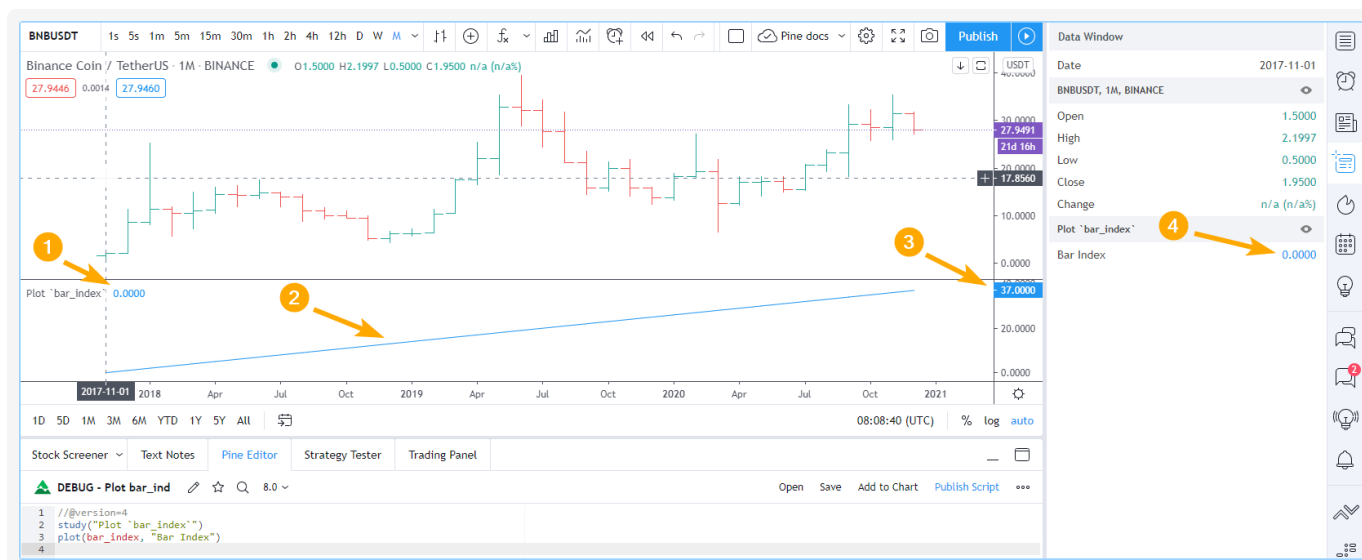 BNBUSDT 1s 5s 1m 5m 15m 30m 1h 2h 4h 12h D W M Pine docs Publish
Binance Coin / TetherUS · 1M · BINANCE O1.5000 H2.1997 L0.5000 C1.9500 n/a (n/a%)
USDT
27.9446 0.0014 27.9460
40.0000
30.0000
27.9491
21d 16h
20.0000
17.8560
10.0000
0.0000
1
3
Plot `bar_index` 0.0000
37.0000
2
20.0000
0.0000
2017-11-01 2018 Apr Jul Oct 2019 Apr Jul Oct 2020 Apr Jul Oct 2021
1D 5D 1M 3M 6M YTD 1Y 5Y All 08:08:40 (UTC) % log auto
Stock Screener Text Notes Pine Editor Strategy Tester Trading Panel
DEBUG - Plot bar_ind 8.0 Open Save Add to Chart Publish Script
1 //@version=4
2 study("Plot `bar_index`")
3 plot(bar_index, "Bar Index")
4
Data Window
Date 2017-11-01
BNBUSDT, 1M, BINANCE
Open 1.5000
High 2.1997
Low 0.5000
Close 1.9500
Change n/a (n/a%)
4
Plot `bar_index`
Bar Index 0.0000
2